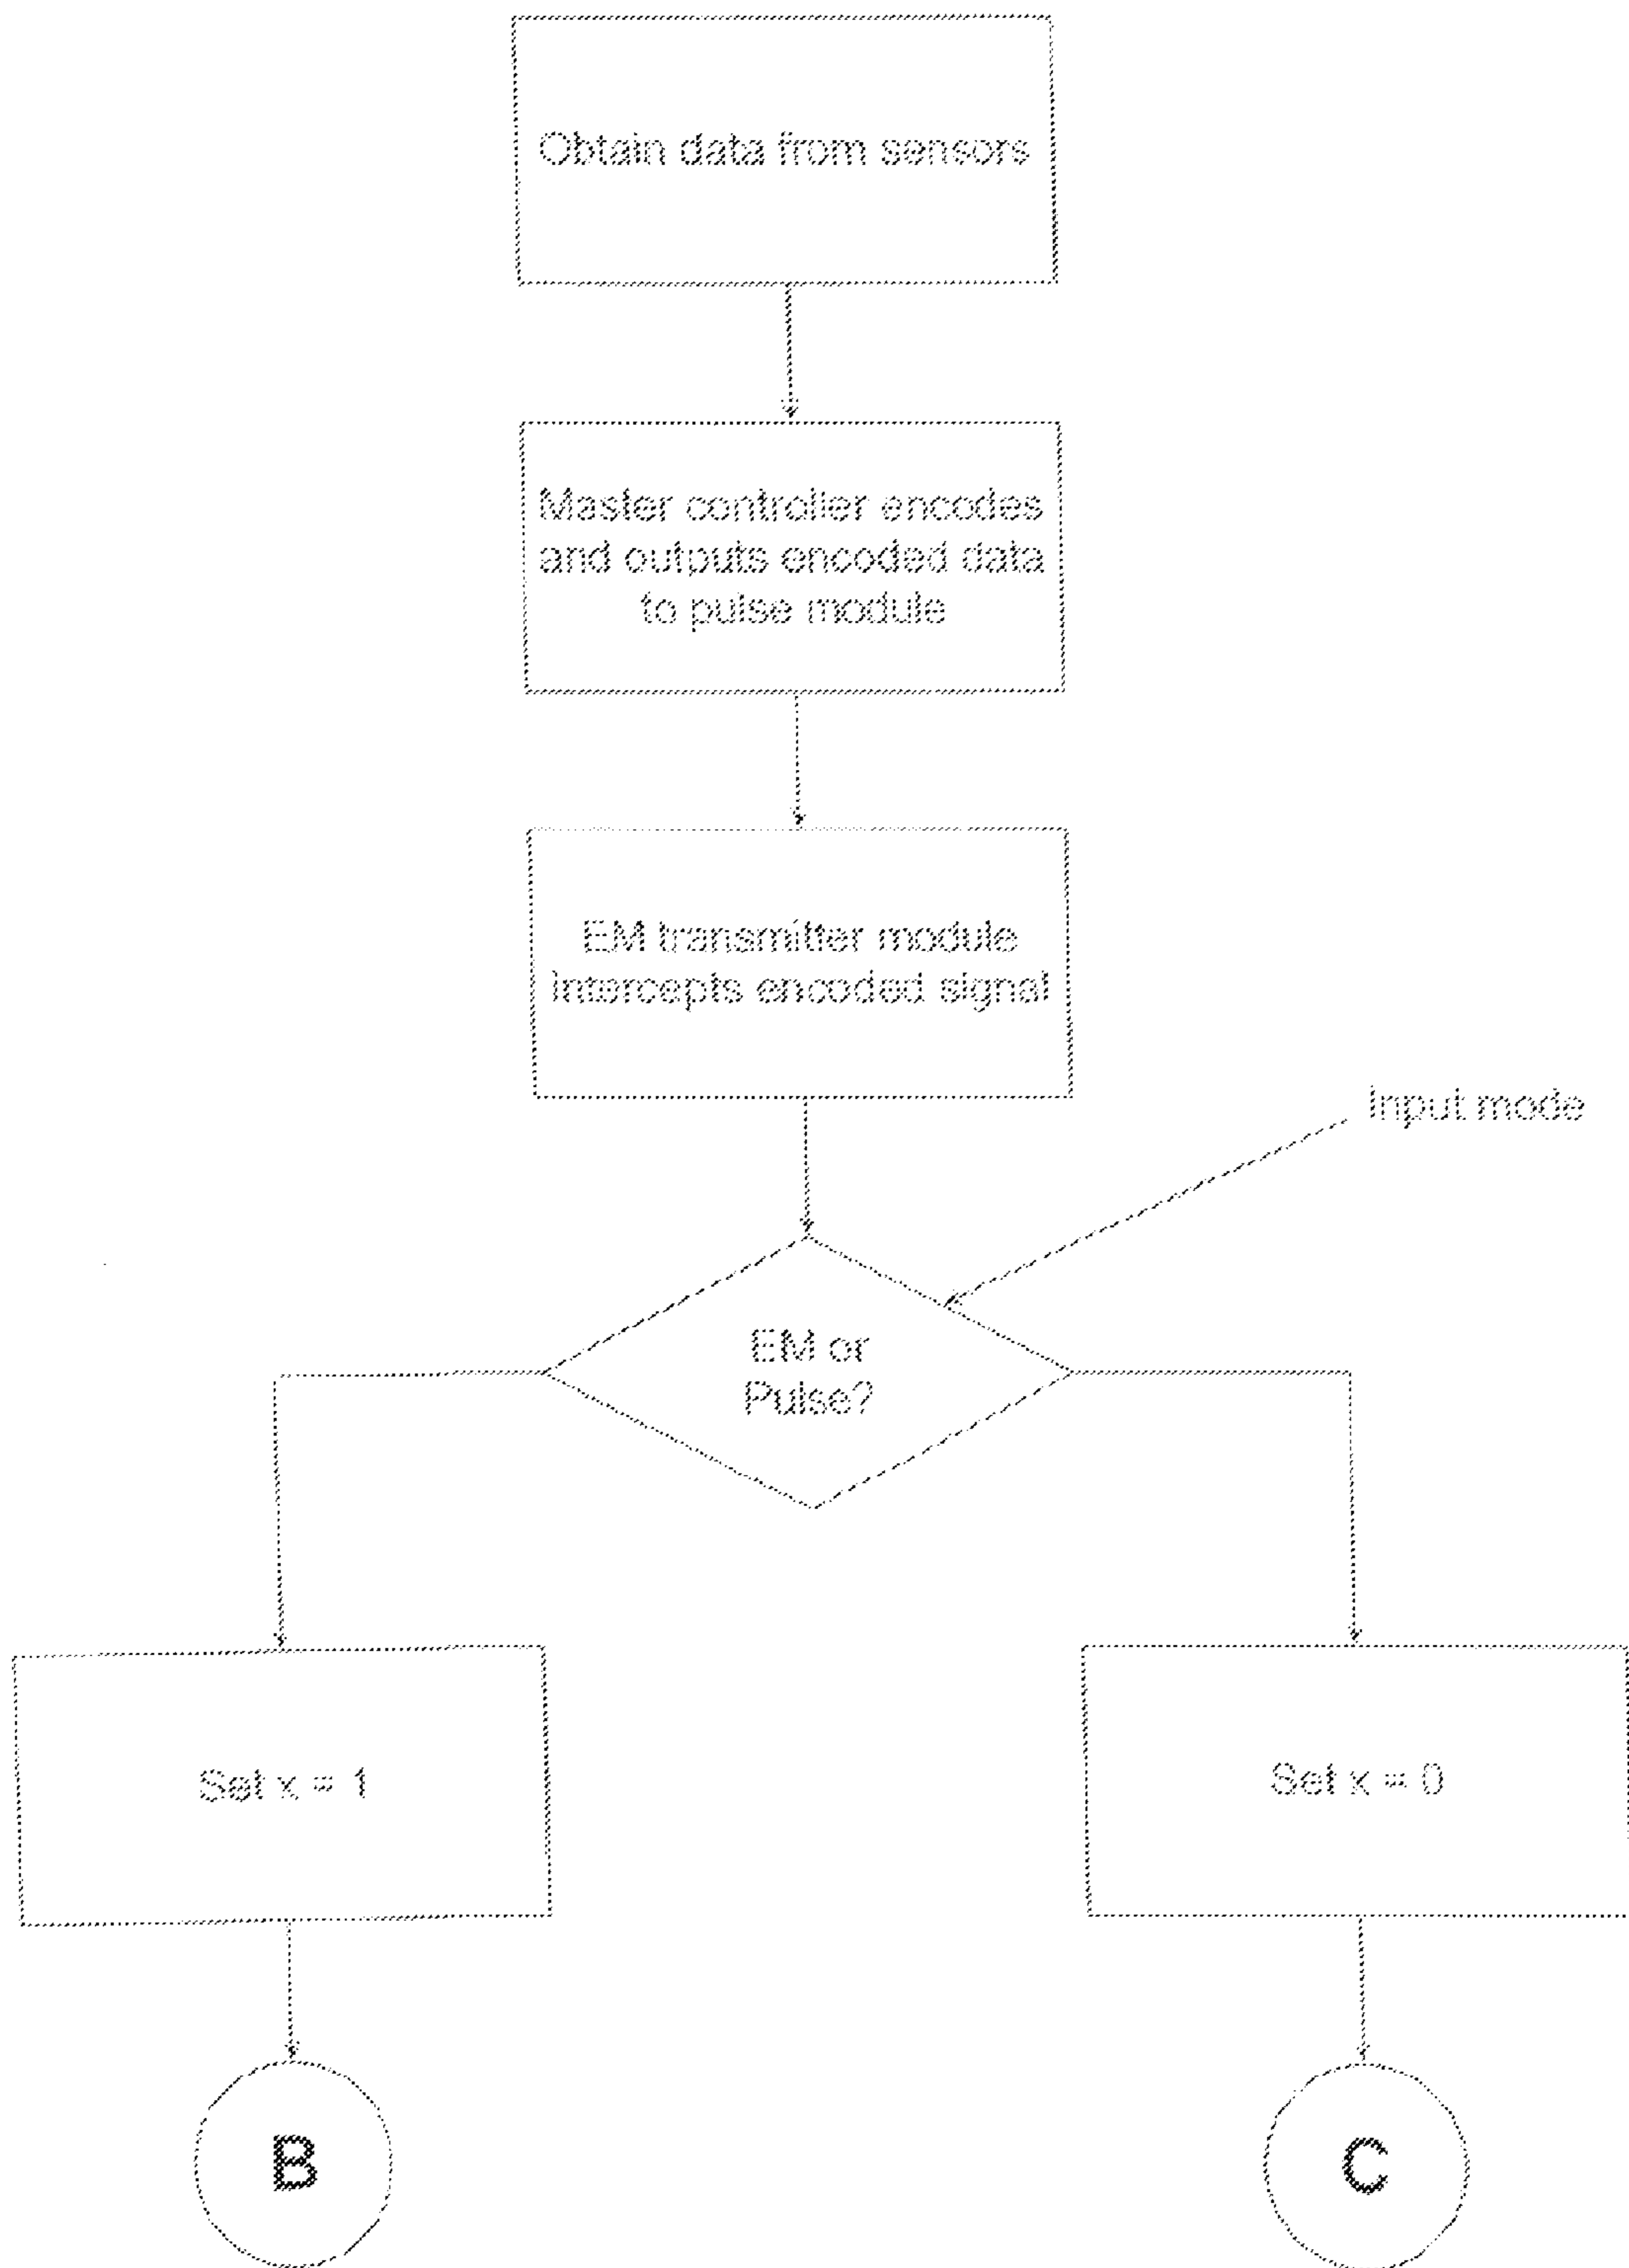 Obtain data from sensors
Master controller encodes
and outputs encoded data
to pulse module
EM transmitter module
intercepts encoded signal
Input mode
EM or
Pulse?
Set x = 1
Set x = 0
B
C